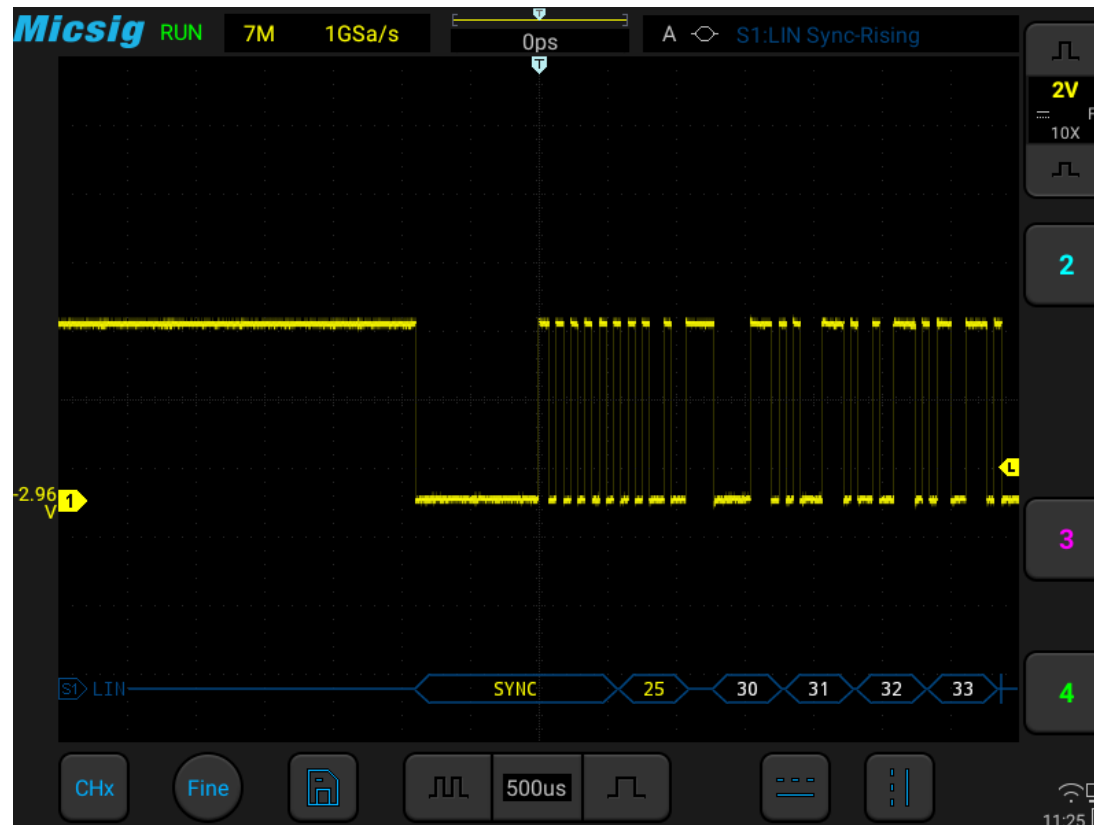 Micsig RUN 7M 1GSa/s 0ps A S1:LIN Sync-Rising
T
T
2V
10X
2
L
-2.96
V
1
3
S1 LIN SYNC 25 30 31 32 33
4
CHx Fine 500us
11:25